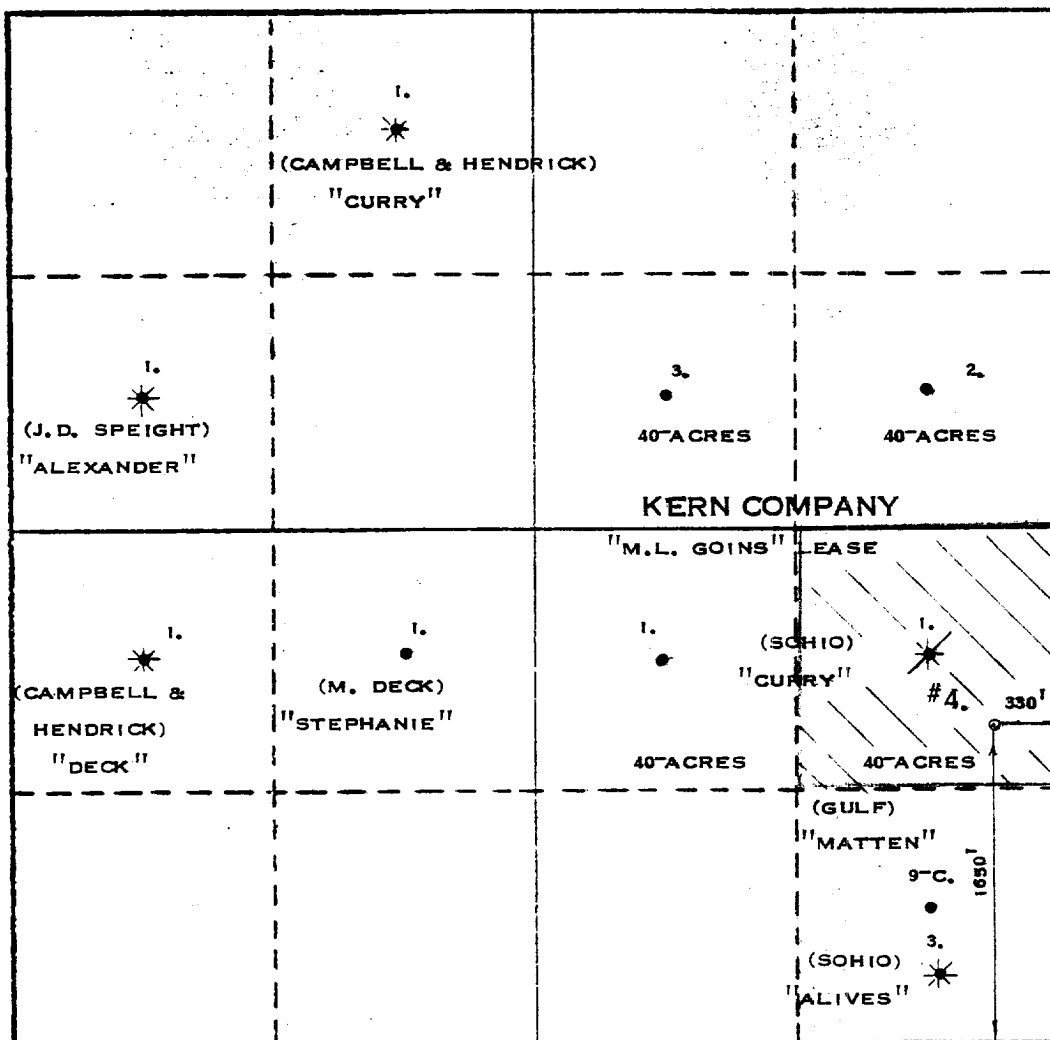 1.
(CAMPBELL & HENDRICK)
"CURRY"
1.
(J.D. SPEIGHT)
"ALEXANDER"
3.
40-ACRES
2.
40-ACRES
KERN COMPANY
"M.L. GOINS" LEASE
1.
(CAMPBELL &
HENDRICK)
"DECK"
1.
(M. DECK)
"STEPHANIE"
1.
40-ACRES
(SOHIO)
"CURRY"
1.
#4.
330'
40-ACRES
(GULF)
"MATTEN"
9-C.
1650'
3.
(SOHIO)
"ALIVES"